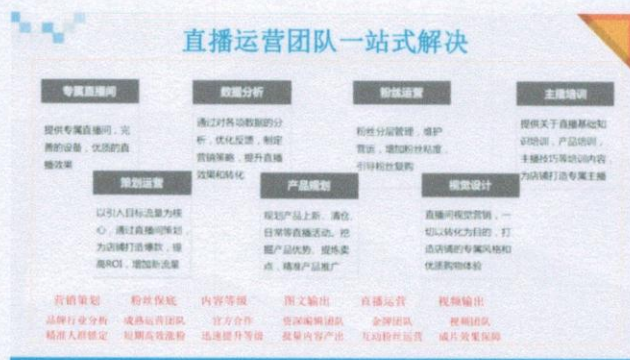 直播运营团队一站式解决
专属直播间
数据分析
粉丝运营
主播培训
提供专属直播间，完
善的设备，优质的直
播效果
通过对各项数据的分
析，优化反馈，制定
营销策略，提升直播
效果和转化
粉丝分层管理，维护
营运，增加粉丝粘度
引导粉丝复购
提供关于直播基础知
识培训，产品培训，
主播技巧等培训内容
为店铺打造专属主播
策划运营
产品规划
视觉设计
以引入目标流量为核
心，通过直播间策划，
为店铺打造爆款，提
高ROI，增加新流量
规划产品上新、清仓、
日常等直播活动。挖
掘产品优势、提炼卖
点，精准产品推广
直播间视觉营销，一
切以转化为目的，打
造店铺的专属风格和
优质购物体验
营销策划 粉丝保底 内容等级 图文输出 直播运营 视频输出
品牌行业分析 成熟运营团队 官方合作 资深编辑团队 金牌团队 视频团队
精准人群锁定 短期高效涨粉 迅速提升等级 批量内容产出 互动粉丝运营 成片效果保障